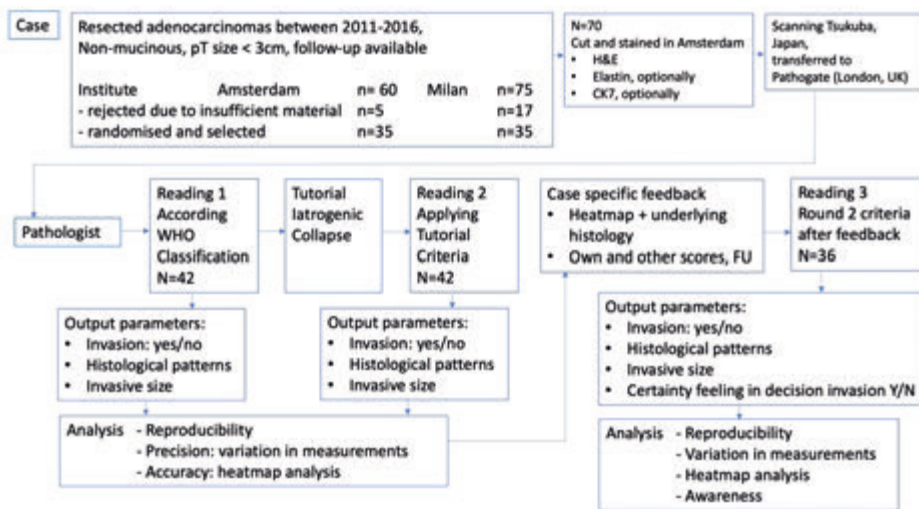 Case
Resected adenocarcinomas between 2011-2016,
Non-mucinous, pT size < 3cm, follow-up available
Institute Amsterdam n= 60 Milan n=75
- rejected due to insufficient material n=5 n=17
- randomised and selected n=35 n=35
N=70
Cut and stained in Amsterdam
• H&E
• Elastin, optionally
• CK7, optionally
Scanning Tsukuba,
Japan,
transferred to
Pathogate (London, UK)
Pathologist
Reading 1
According
WHO
Classification
N=42
Tutorial
Iatrogenic
Collapse
Reading 2
Applying
Tutorial
Criteria
N=42
Case specific feedback
• Heatmap + underlying
histology
• Own and other scores, FU
Reading 3
Round 2 criteria
after feedback
N=36
Output parameters:
• Invasion: yes/no
• Histological patterns
• Invasive size
Output parameters:
• Invasion: yes/no
• Histological patterns
• Invasive size
Output parameters:
• Invasion: yes/no
• Histological patterns
• Invasive size
• Certainty feeling in decision invasion Y/N
Analysis - Reproducibility
- Precision: variation in measurements
- Accuracy: heatmap analysis
Analysis - Reproducibility
- Variation in measurements
- Heatmap analysis
- Awareness